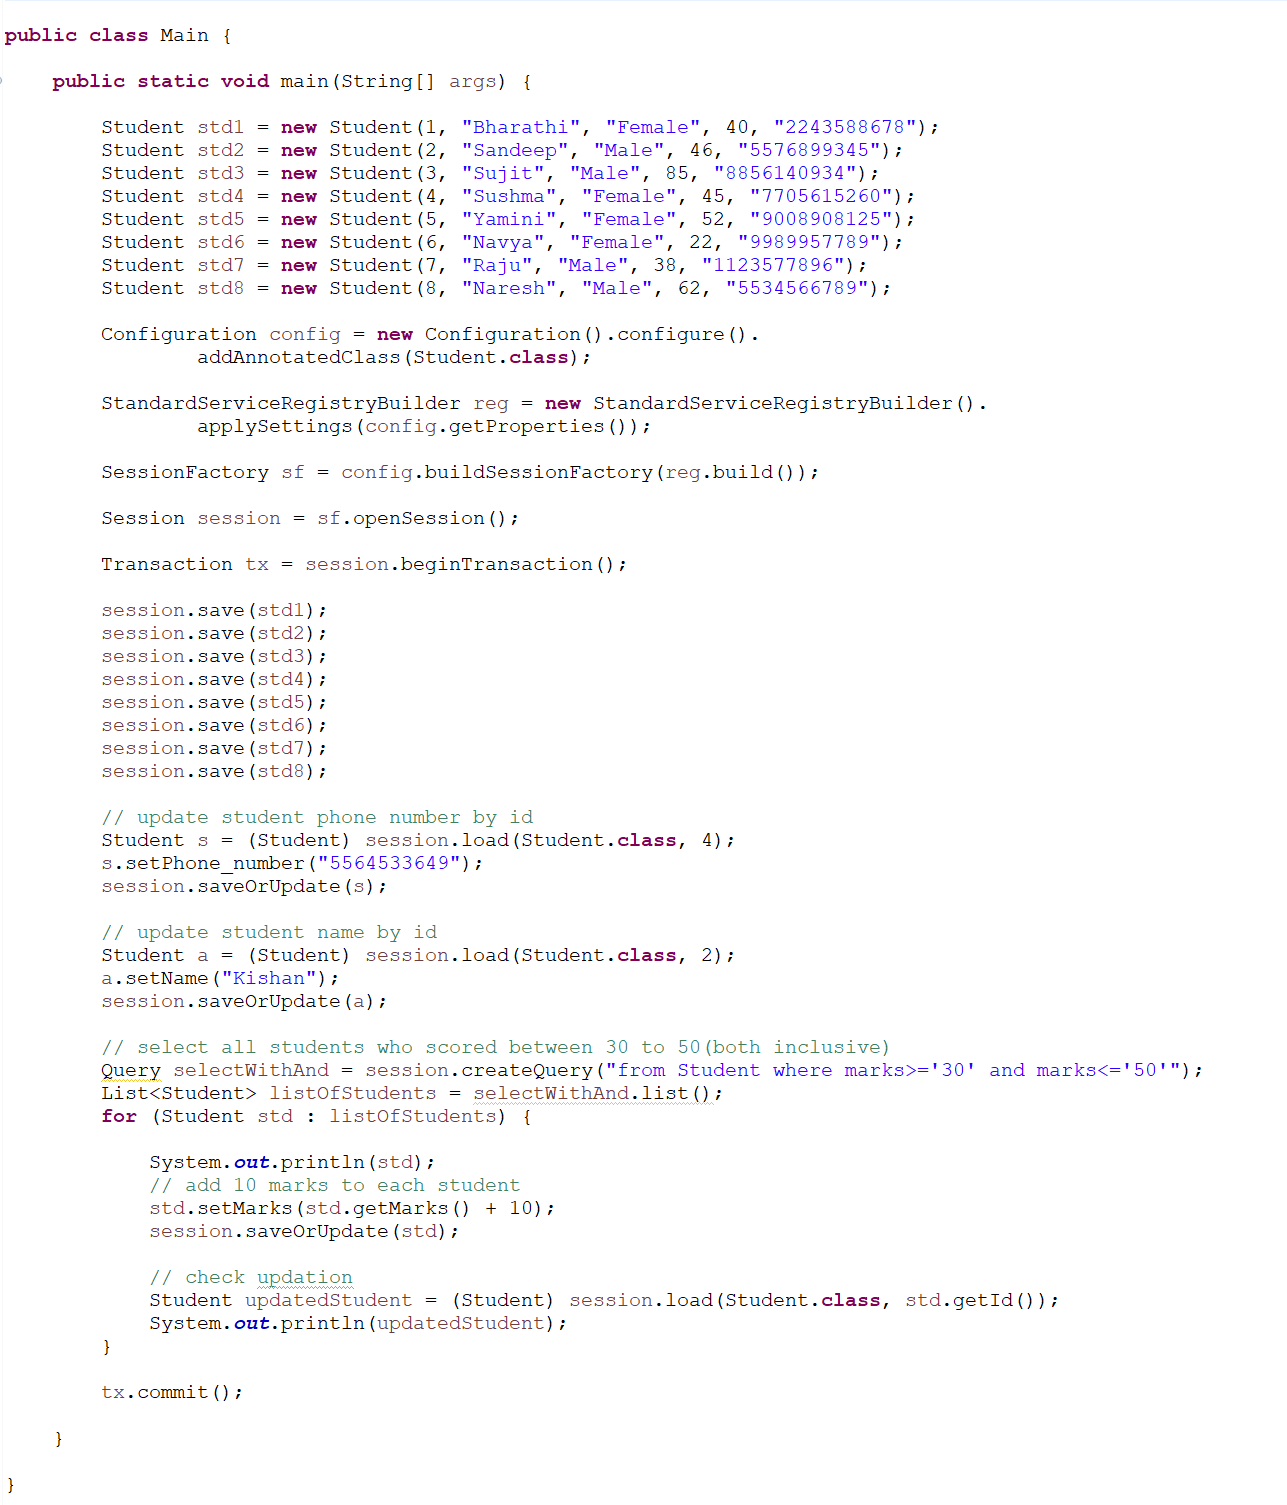 public class Main {
public static void main(String[] args) {
Student std1 = new Student(1, "Bharathi", "Female", 40, "2243588678");
Student std2 = new Student(2, "Sandeep", "Male", 46, "5576899345");
Student std3 = new Student(3, "Sujit", "Male", 85, "8856140934");
Student std4 = new Student(4, "Sushma", "Female", 45, "7705615260");
Student std5 = new Student(5, "Yamini", "Female", 52, "9008908125");
Student std6 = new Student(6, "Navya", "Female", 22, "9989957789");
Student std7 = new Student(7, "Raju", "Male", 38, "1123577896");
Student std8 = new Student(8, "Naresh", "Male", 62, "5534566789");
Configuration config = new Configuration().configure().
addAnnotatedClass(Student.class);
StandardServiceRegistryBuilder reg = new StandardServiceRegistryBuilder().
applySettings(config.getProperties());
SessionFactory sf = config.buildSessionFactory(reg.build());
Session session = sf.openSession();
Transaction tx = session.beginTransaction();
session.save(std1);
session.save(std2);
session.save(std3);
session.save(std4);
session.save(std5);
session.save(std6);
session.save(std7);
session.save(std8);
// update student phone number by id
Student s = (Student) session.load(Student.class, 4);
s.setPhone_number("5564533649");
session.saveOrUpdate(s);
// update student name by id
Student a = (Student) session.load(Student.class, 2);
a.setName("Kishan");
session.saveOrUpdate(a);
// select all students who scored between 30 to 50(both inclusive)
Query selectWithAnd = session.createQuery("from Student where marks>='30' and marks<='50'");
List<Student> listOfStudents = selectWithAnd.list();
for (Student std : listOfStudents) {
System.out.println(std);
// add 10 marks to each student
std.setMarks(std.getMarks() + 10);
session.saveOrUpdate(std);
// check updation
Student updatedStudent = (Student) session.load(Student.class, std.getId());
System.out.println(updatedStudent);
}
tx.commit();
}
}